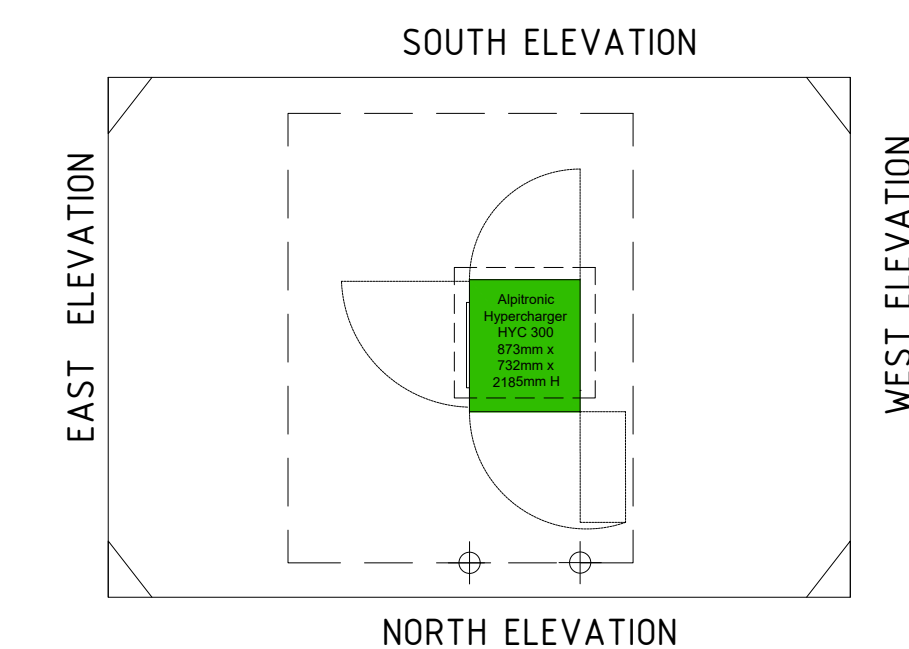 SOUTH ELEVATION
EAST ELEVATION
WEST ELEVATION
Alpitronic
Hypercharger
HYC 300
873mm x
732mm x
2185mm H
NORTH ELEVATION